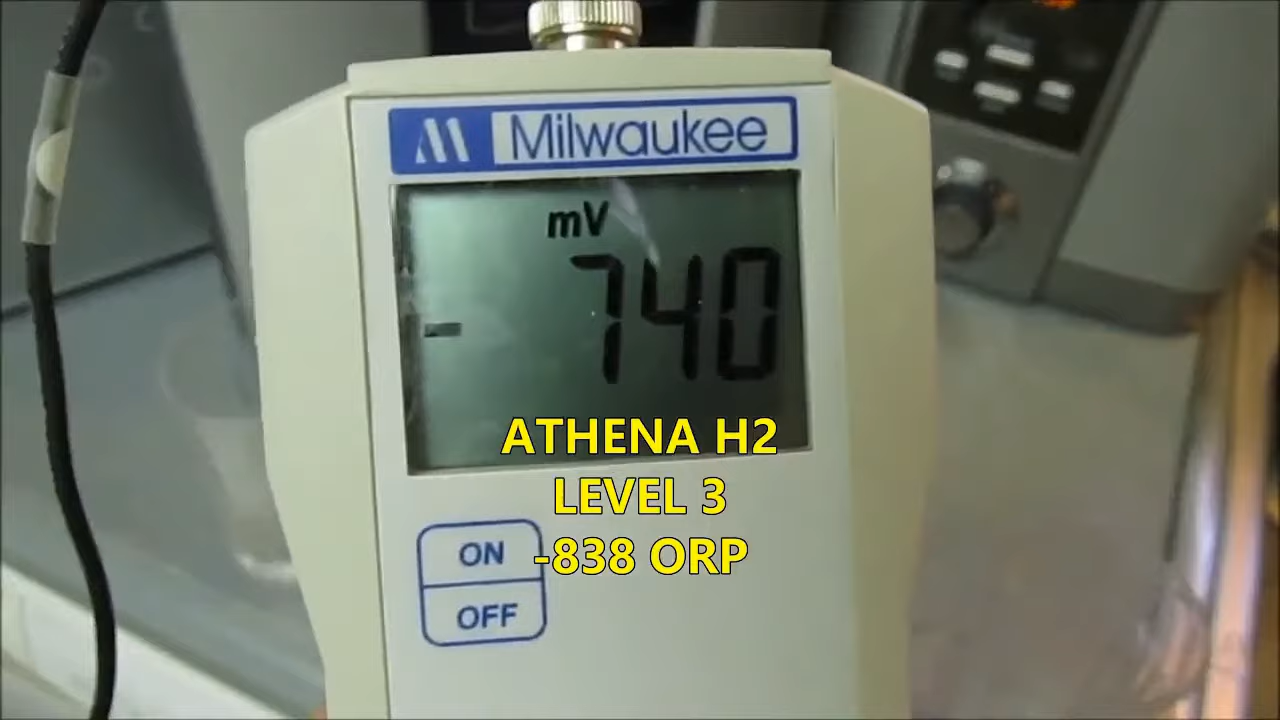 Milwaukee
mV
-740
ATHENA H2
LEVEL 3
-838 ORP
ON
OFF